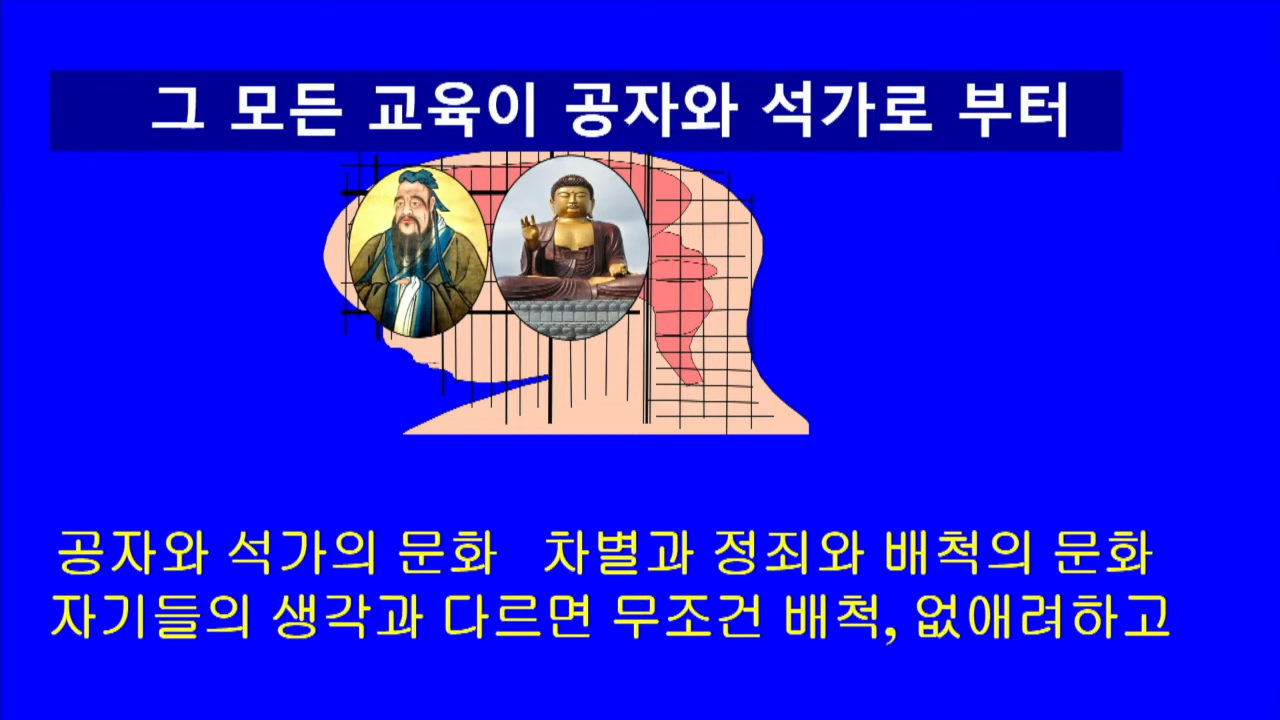 그 모든 교육이 공자와 석가로 부터
공자와 석가의 문화 차별과 정죄와 배척의 문화
자기들의 생각과 다르면 무조건 배척, 없애려하고